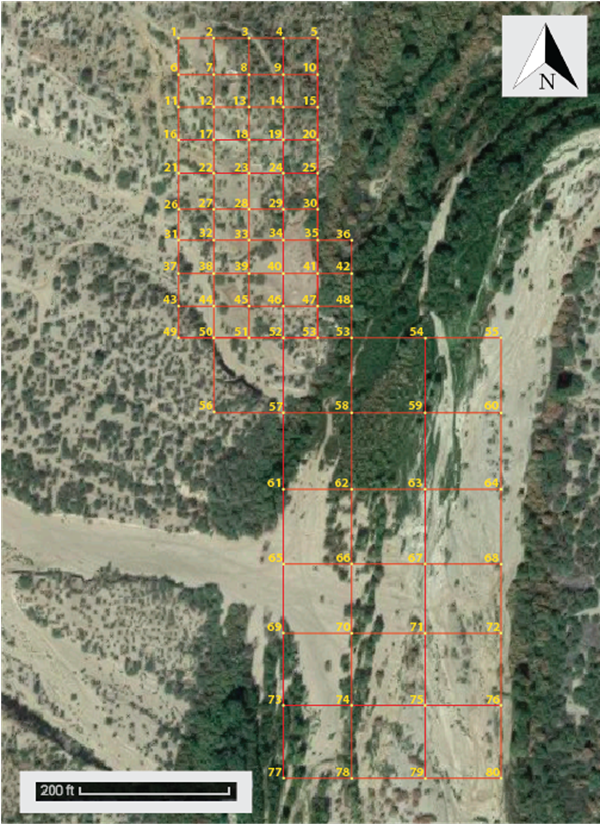 N
1 2 3 4 5
6 7 8 9 10
11 12 13 14 15
16 17 18 19 20
21 22 23 24 25
26 27 28 29 30
31 32 33 34 35 36
37 38 39 40 41 42
43 44 45 46 47 48
49 50 51 52 53 53 54 55
56 57 58 59 60
61 62 63 64
65 66 67 68
69 70 71 72
73 74 75 76
77 78 79 80
200 ft